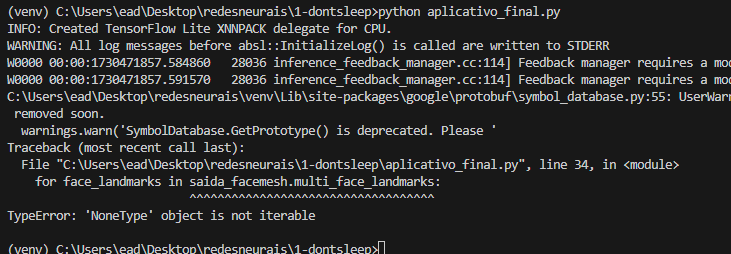 (venv) C:\Users\ead\Desktop\redesneurais\1-dontsleep>python aplicativo_final.py
INFO: Created TensorFlow Lite XNNPACK delegate for CPU.
WARNING: All log messages before absl::InitializeLog() is called are written to STDERR
W0000 00:00:1730471857.584860   28036 inference_feedback_manager.cc:114] Feedback manager requires a mod
W0000 00:00:1730471857.591570   28036 inference_feedback_manager.cc:114] Feedback manager requires a mod
C:\Users\ead\Desktop\redesneurais\venv\Lib\site-packages\google\protobuf\symbol_database.py:55: UserWarn
 removed soon.
  warnings.warn('SymbolDatabase.GetPrototype() is deprecated. Please '
Traceback (most recent call last):
  File "C:\Users\ead\Desktop\redesneurais\1-dontsleep\aplicativo_final.py", line 34, in <module>
    for face_landmarks in saida_facemesh.multi_face_landmarks:
                          ^^^^^^^^^^^^^^^^^^^^^^^^^^^^^^^^^^^
TypeError: 'NoneType' object is not iterable
(venv) C:\Users\ead\Desktop\redesneurais\1-dontsleep>